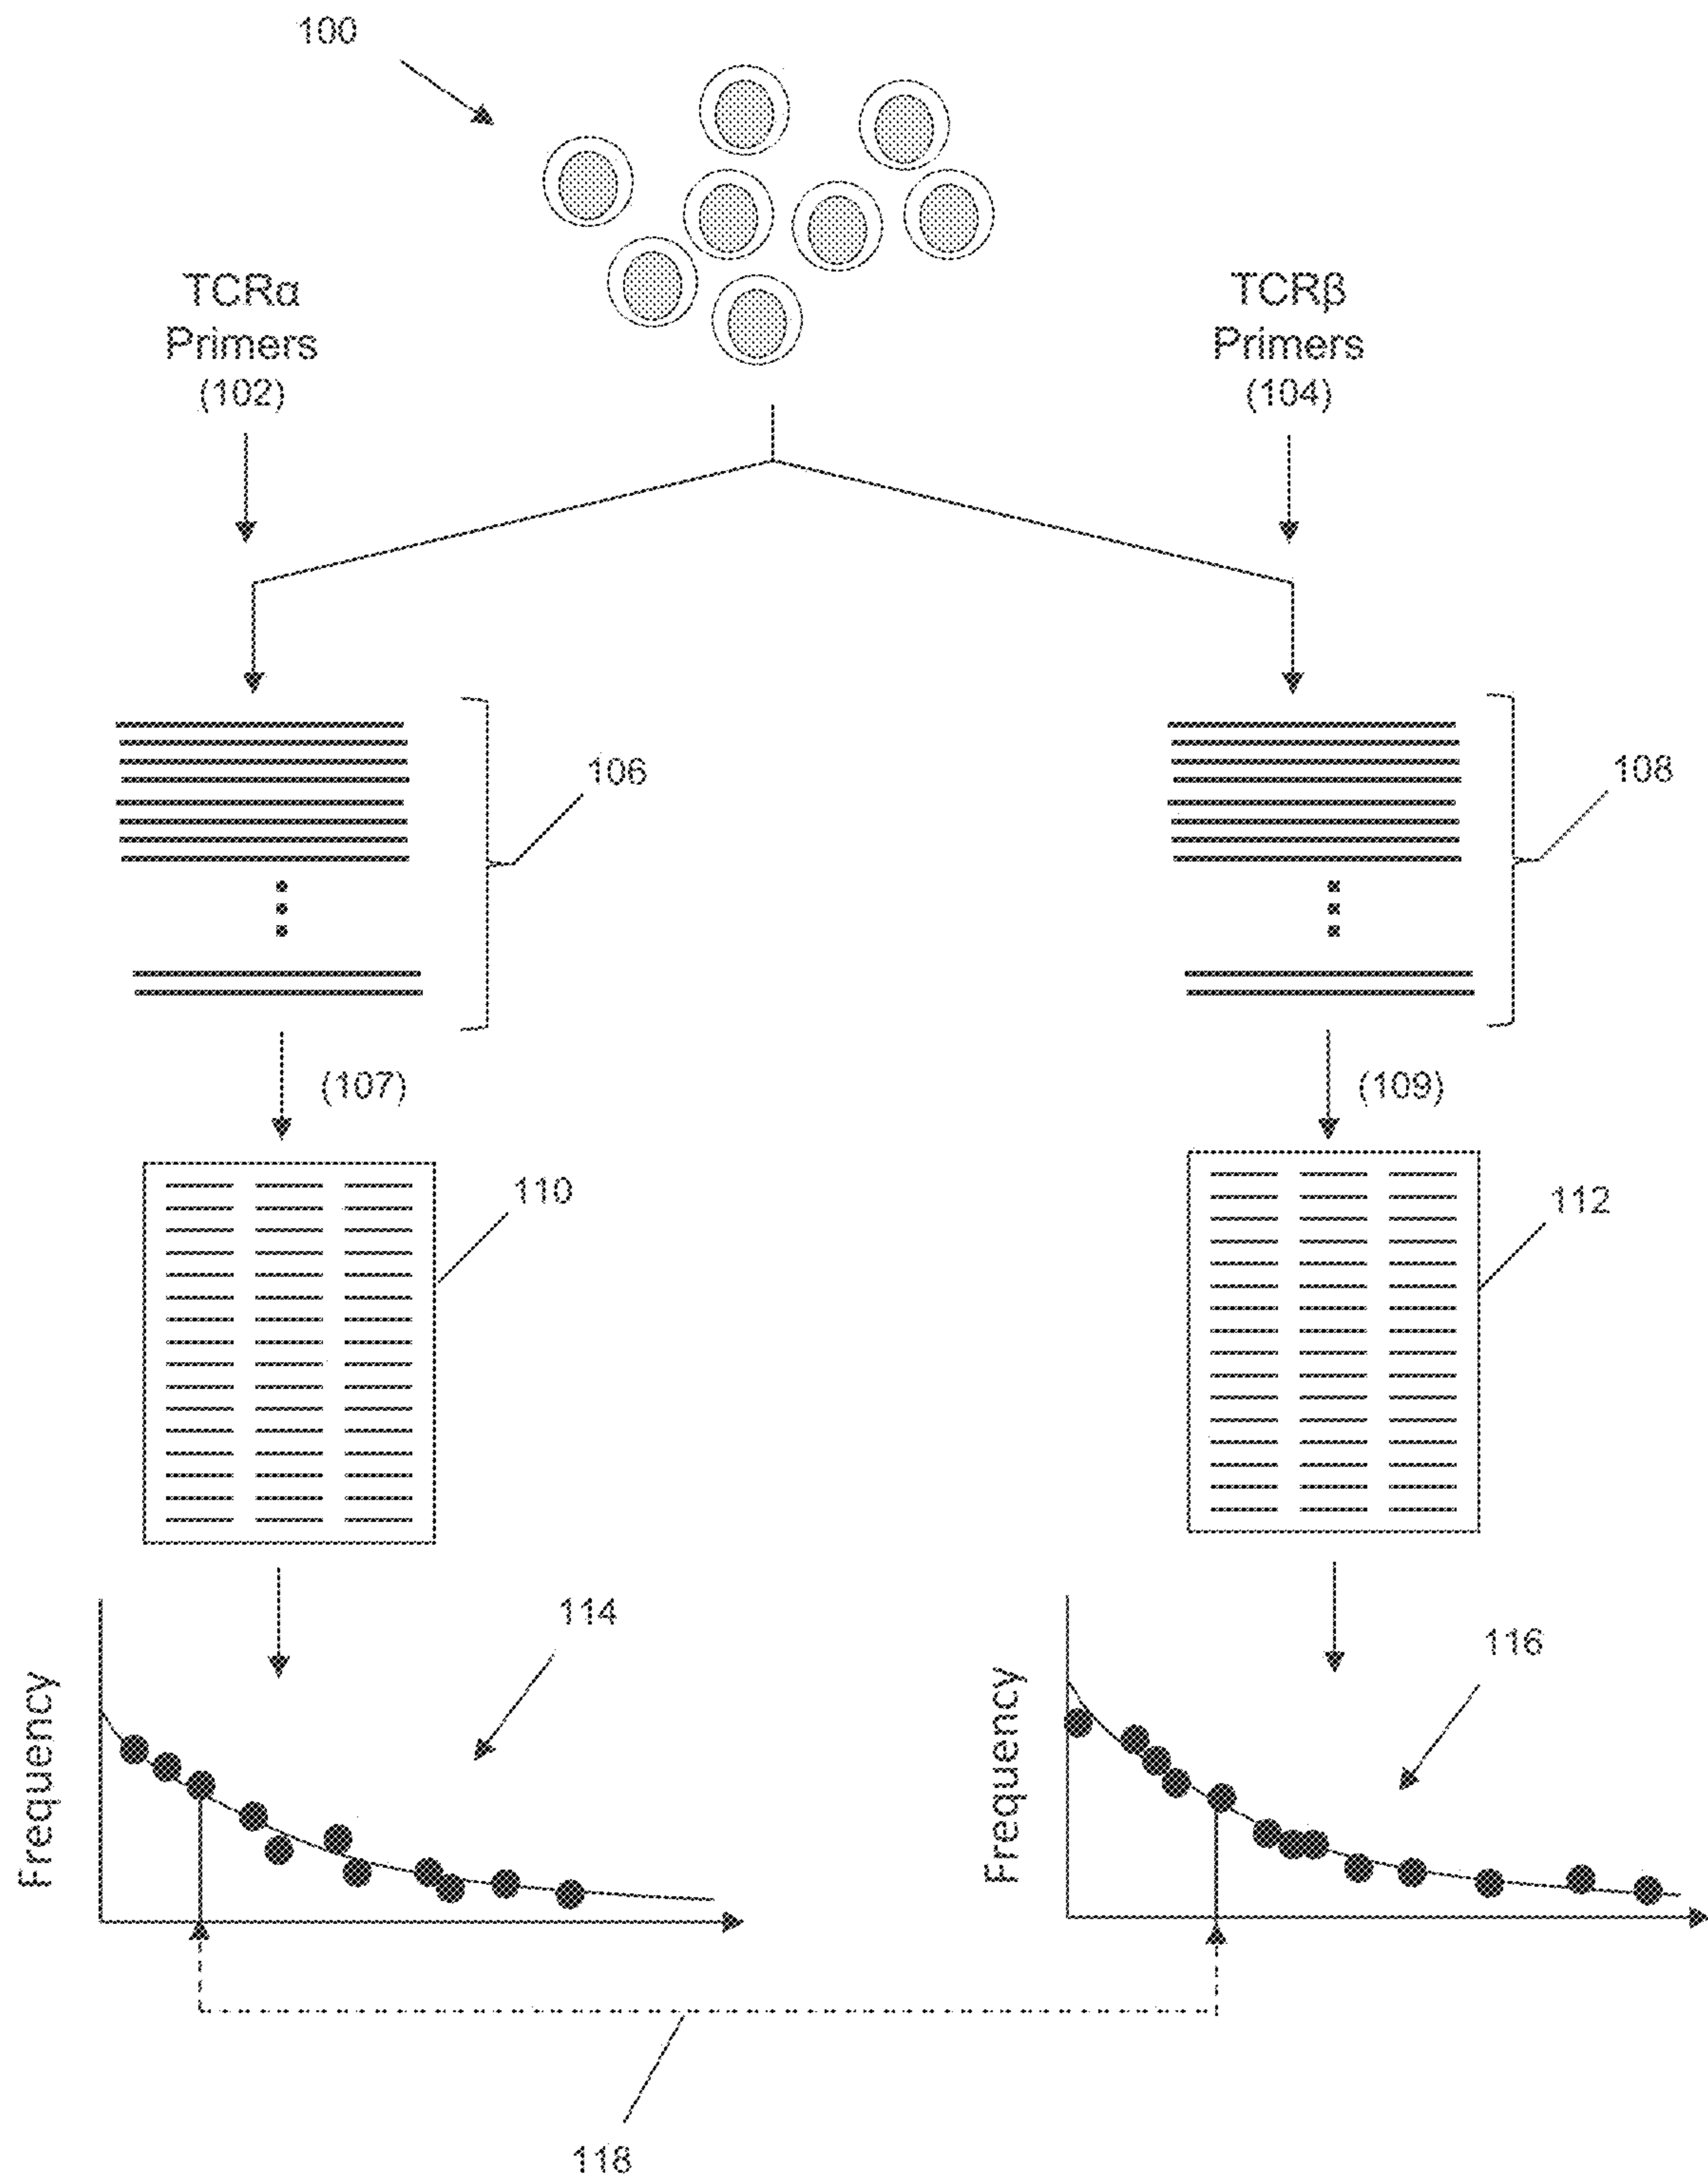 100
TCRα
Primers
(102)
TCRβ
Primers
(104)
106
108
(107)
(109)
110
112
114
116
Frequency
Frequency
118